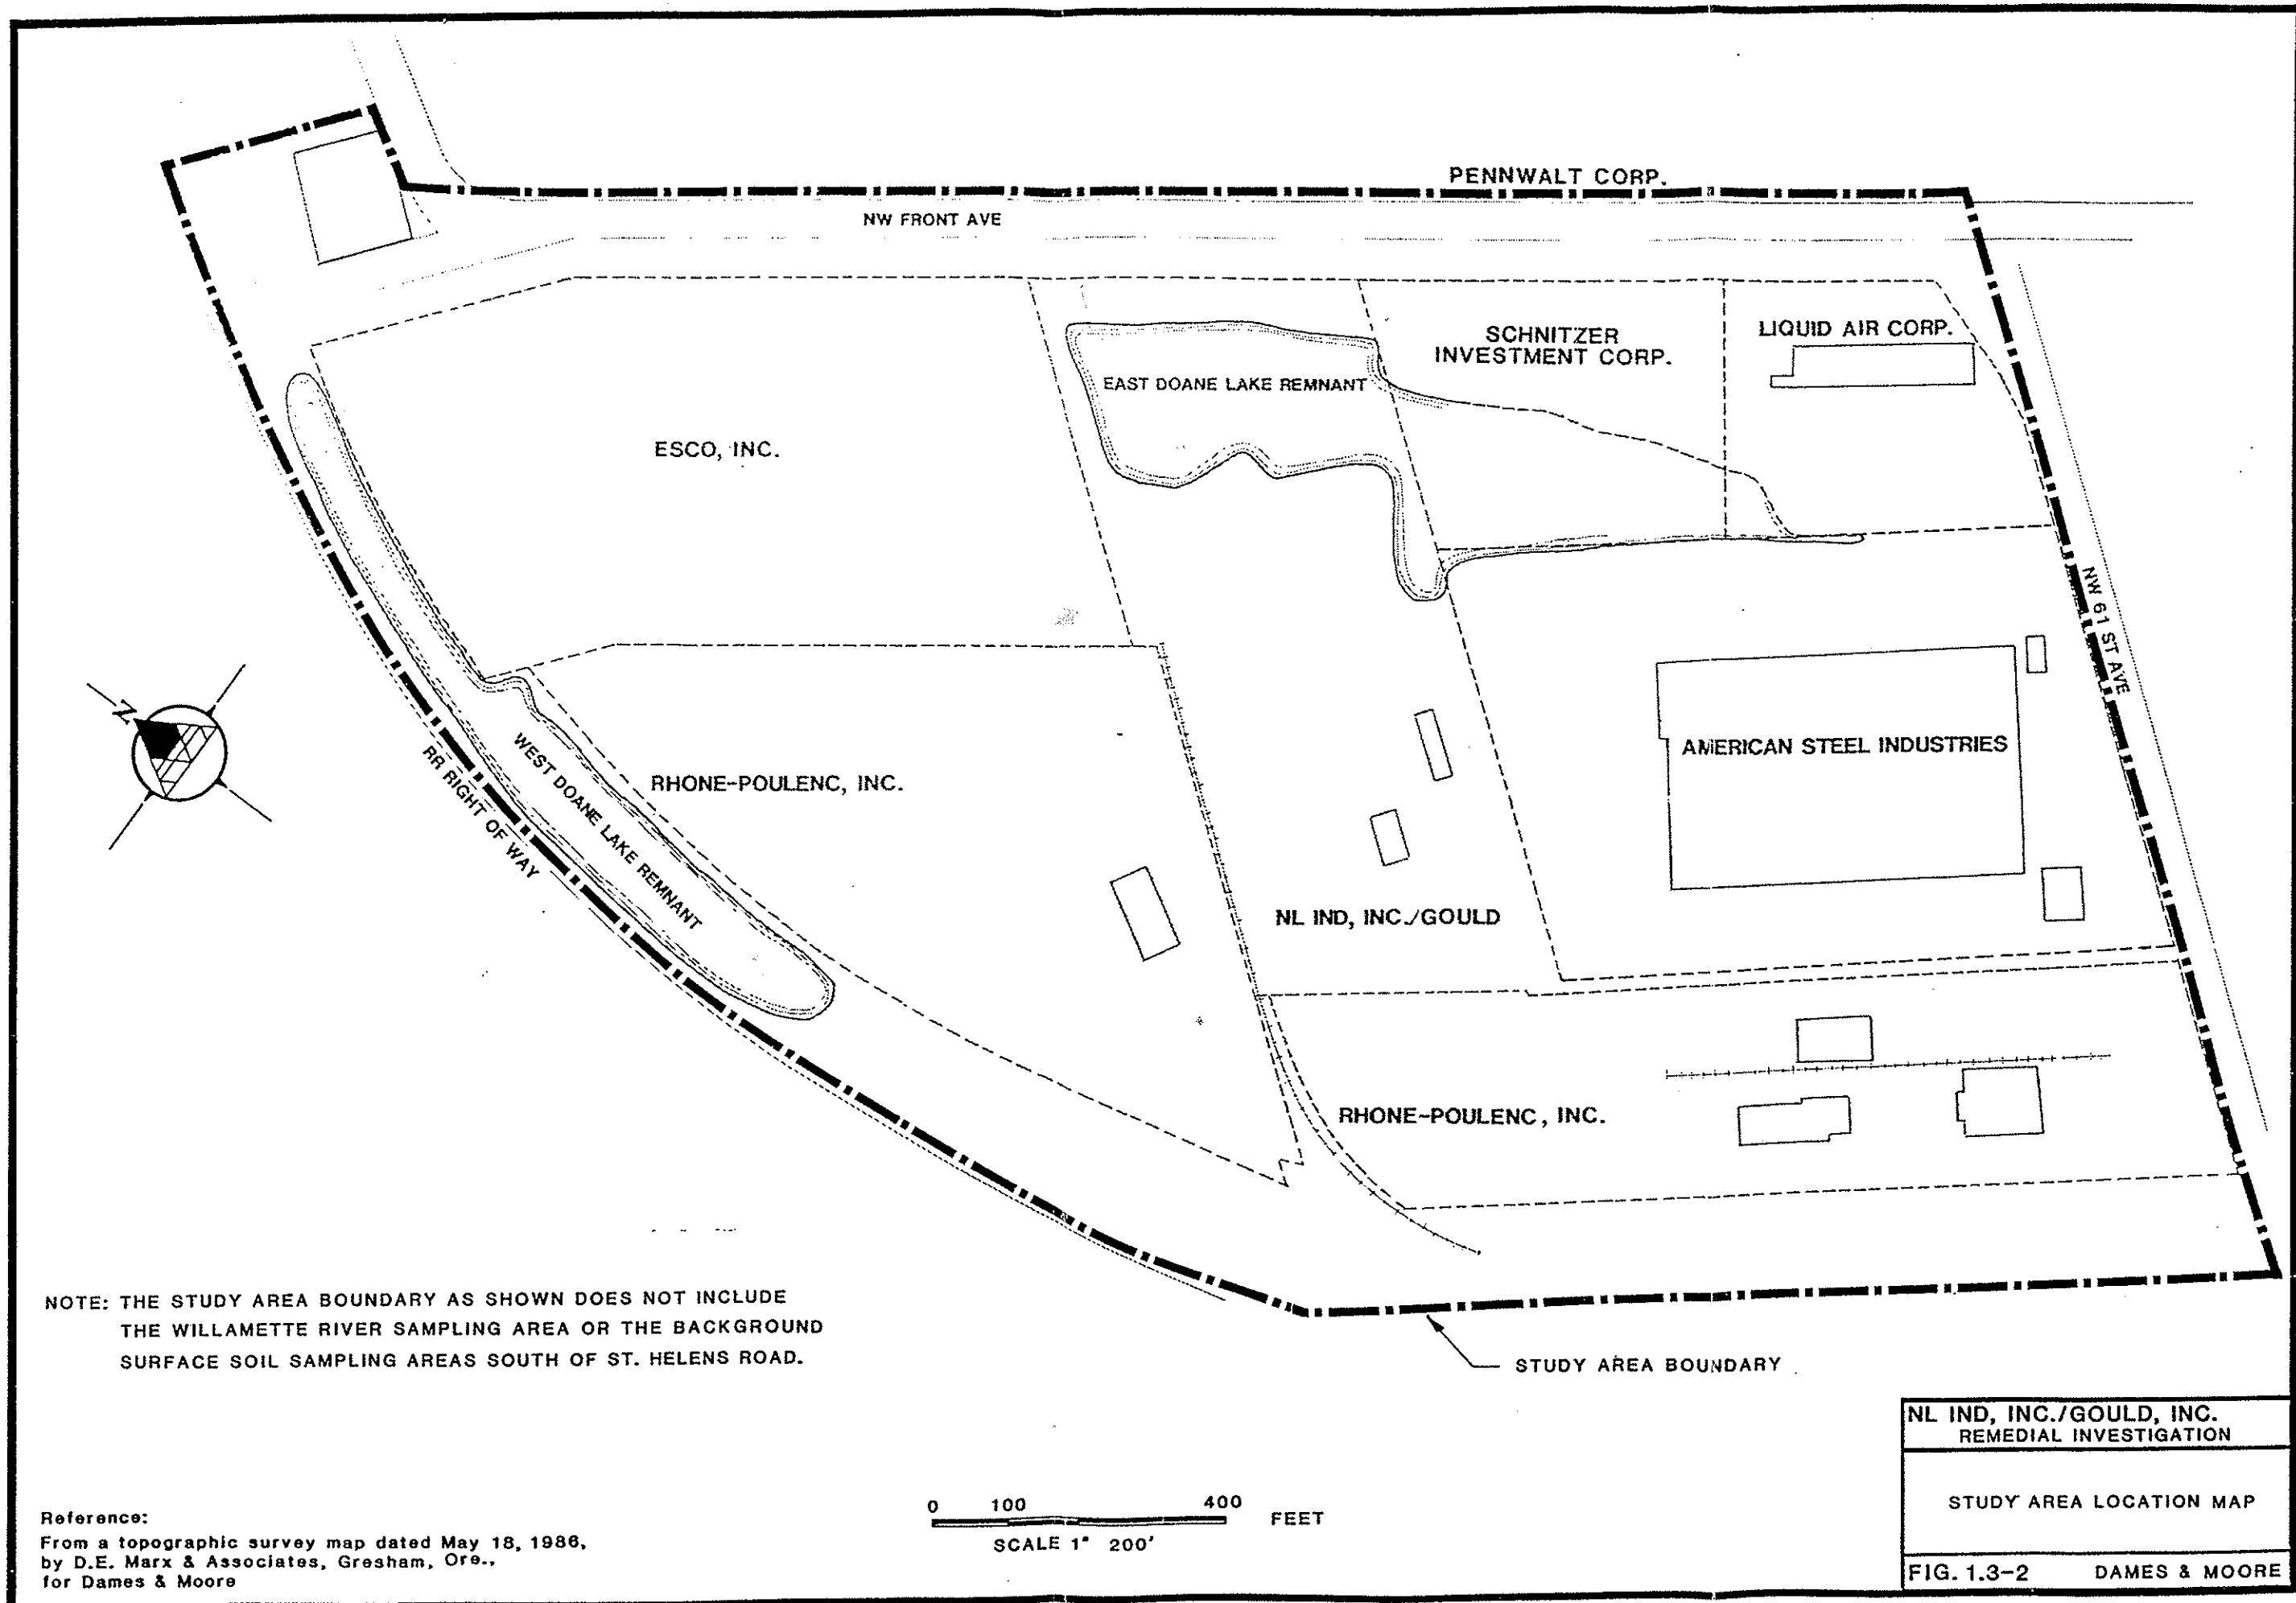 PENNWALT CORP.
NW FRONT AVE
SCHNITZER
INVESTMENT CORP.
LIQUID AIR CORP.
EAST DOANE LAKE REMNANT
ESCO, INC.
NW 61 ST AVE
N
AMERICAN STEEL INDUSTRIES
WEST DOANE LAKE REMNANT
RHONE-POULENC, INC.
RR RIGHT OF WAY
NL IND, INC./GOULD
RHONE-POULENC, INC.
NOTE: THE STUDY AREA BOUNDARY AS SHOWN DOES NOT INCLUDE
THE WILLAMETTE RIVER SAMPLING AREA OR THE BACKGROUND
SURFACE SOIL SAMPLING AREAS SOUTH OF ST. HELENS ROAD.
STUDY AREA BOUNDARY
NL IND, INC./GOULD, INC.
REMEDIAL INVESTIGATION
STUDY AREA LOCATION MAP
FIG. 1.3-2 DAMES & MOORE
0 100 400 FEET
SCALE 1" 200'
Reference:
From a topographic survey map dated May 18, 1986,
by D.E. Marx & Associates, Gresham, Ore.,
for Dames & Moore